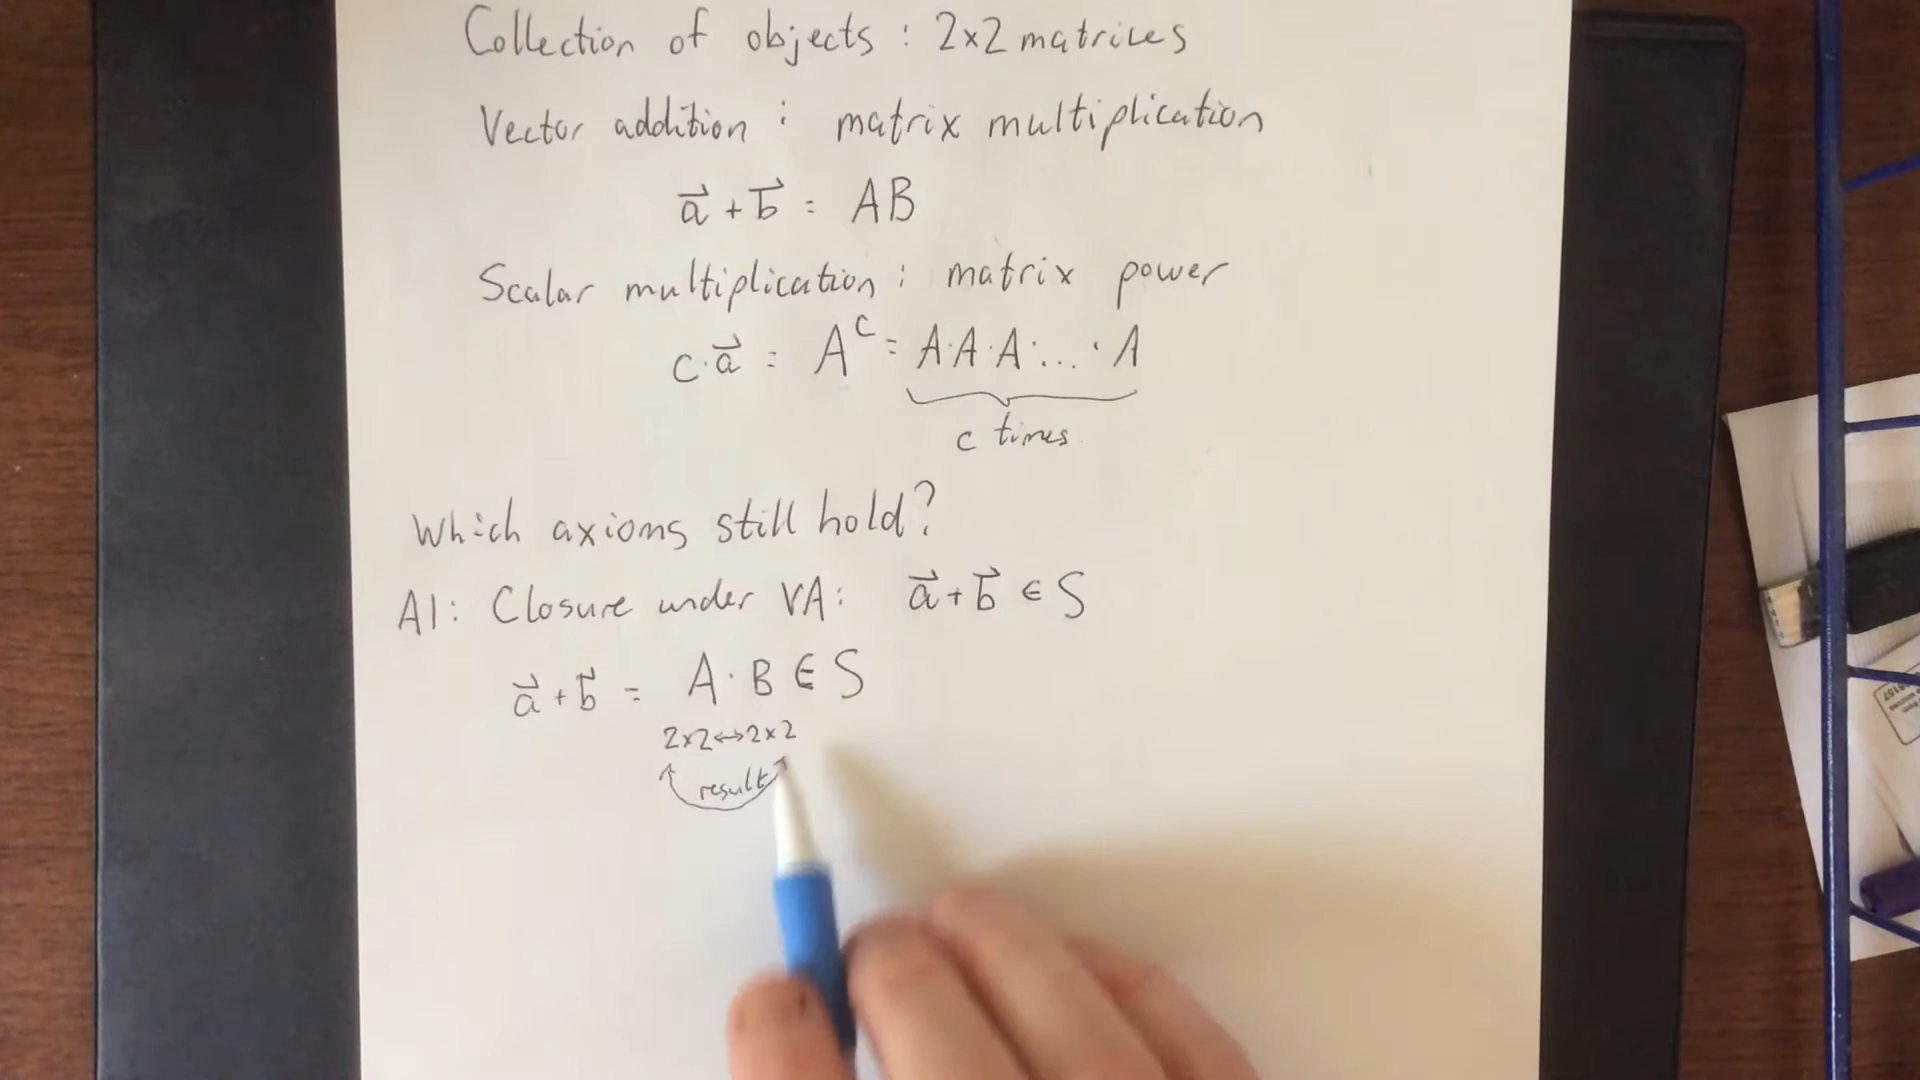 Collection of objects : 2×2 matrices
Vector addition : matrix multiplication
a⃗ + b⃗ = AB
Scalar multiplication : matrix power
c·a⃗ = A^c = A·A·A·...·A
c times
Which axioms still hold?
A1: Closure under VA: a⃗ + b⃗ ∈ S
a⃗ + b⃗ = A·B ∈ S
2×2↔2×2
result